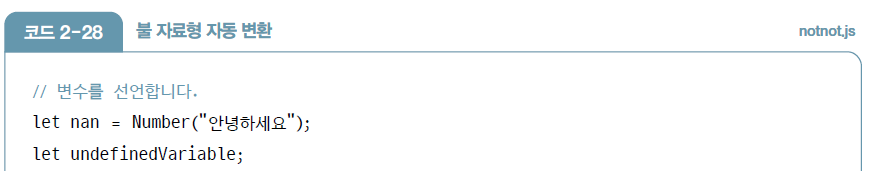 코드 2-28 불 자료형 자동 변환 notnot.js
// 변수를 선언합니다.
let nan = Number("안녕하세요");
let undefinedVariable;